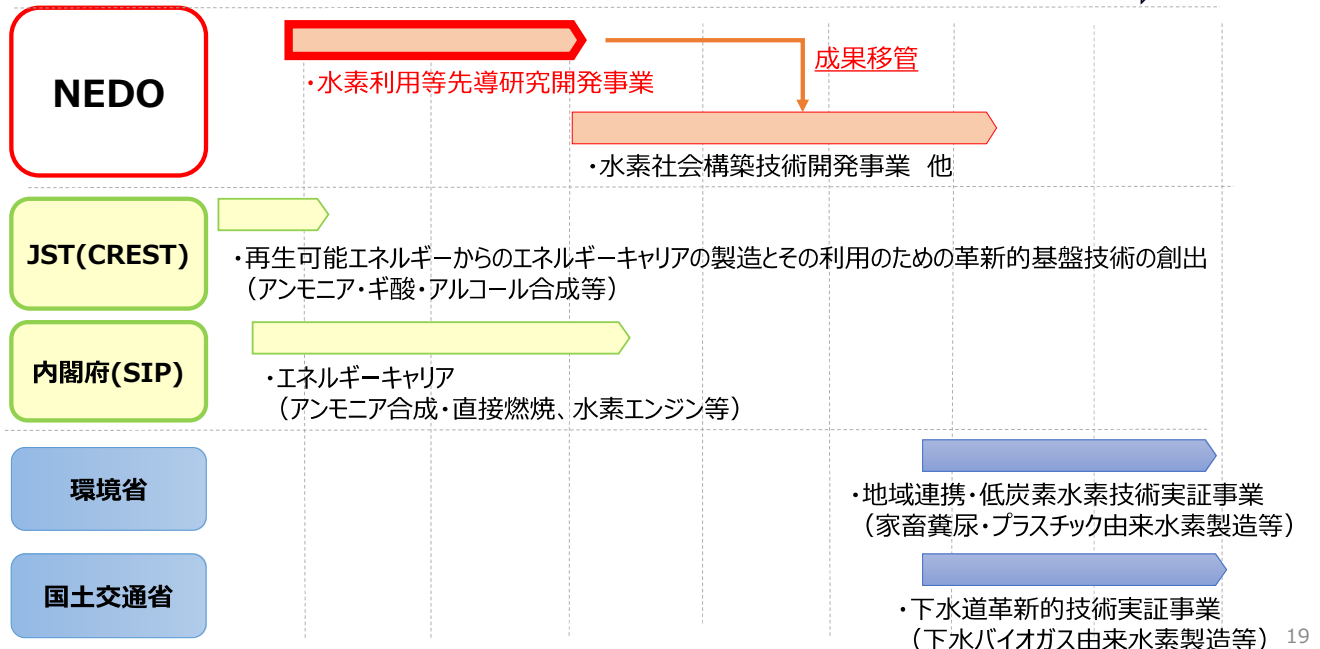 NEDO
・水素利用等先導研究開発事業
成果移管
・水素社会構築技術開発事業 他
JST(CREST)
・再生可能エネルギーからのエネルギーキャリアの製造とその利用のための革新的基盤技術の創出
（アンモニア・ギ酸・アルコール合成等）
内閣府(SIP)
・エネルギーキャリア
（アンモニア合成・直接燃焼、水素エンジン等）
環境省
・地域連携・低炭素水素技術実証事業
（家畜糞尿・プラスチック由来水素製造等）
国土交通省
・下水道革新的技術実証事業
（下水バイオガス由来水素製造等）
19